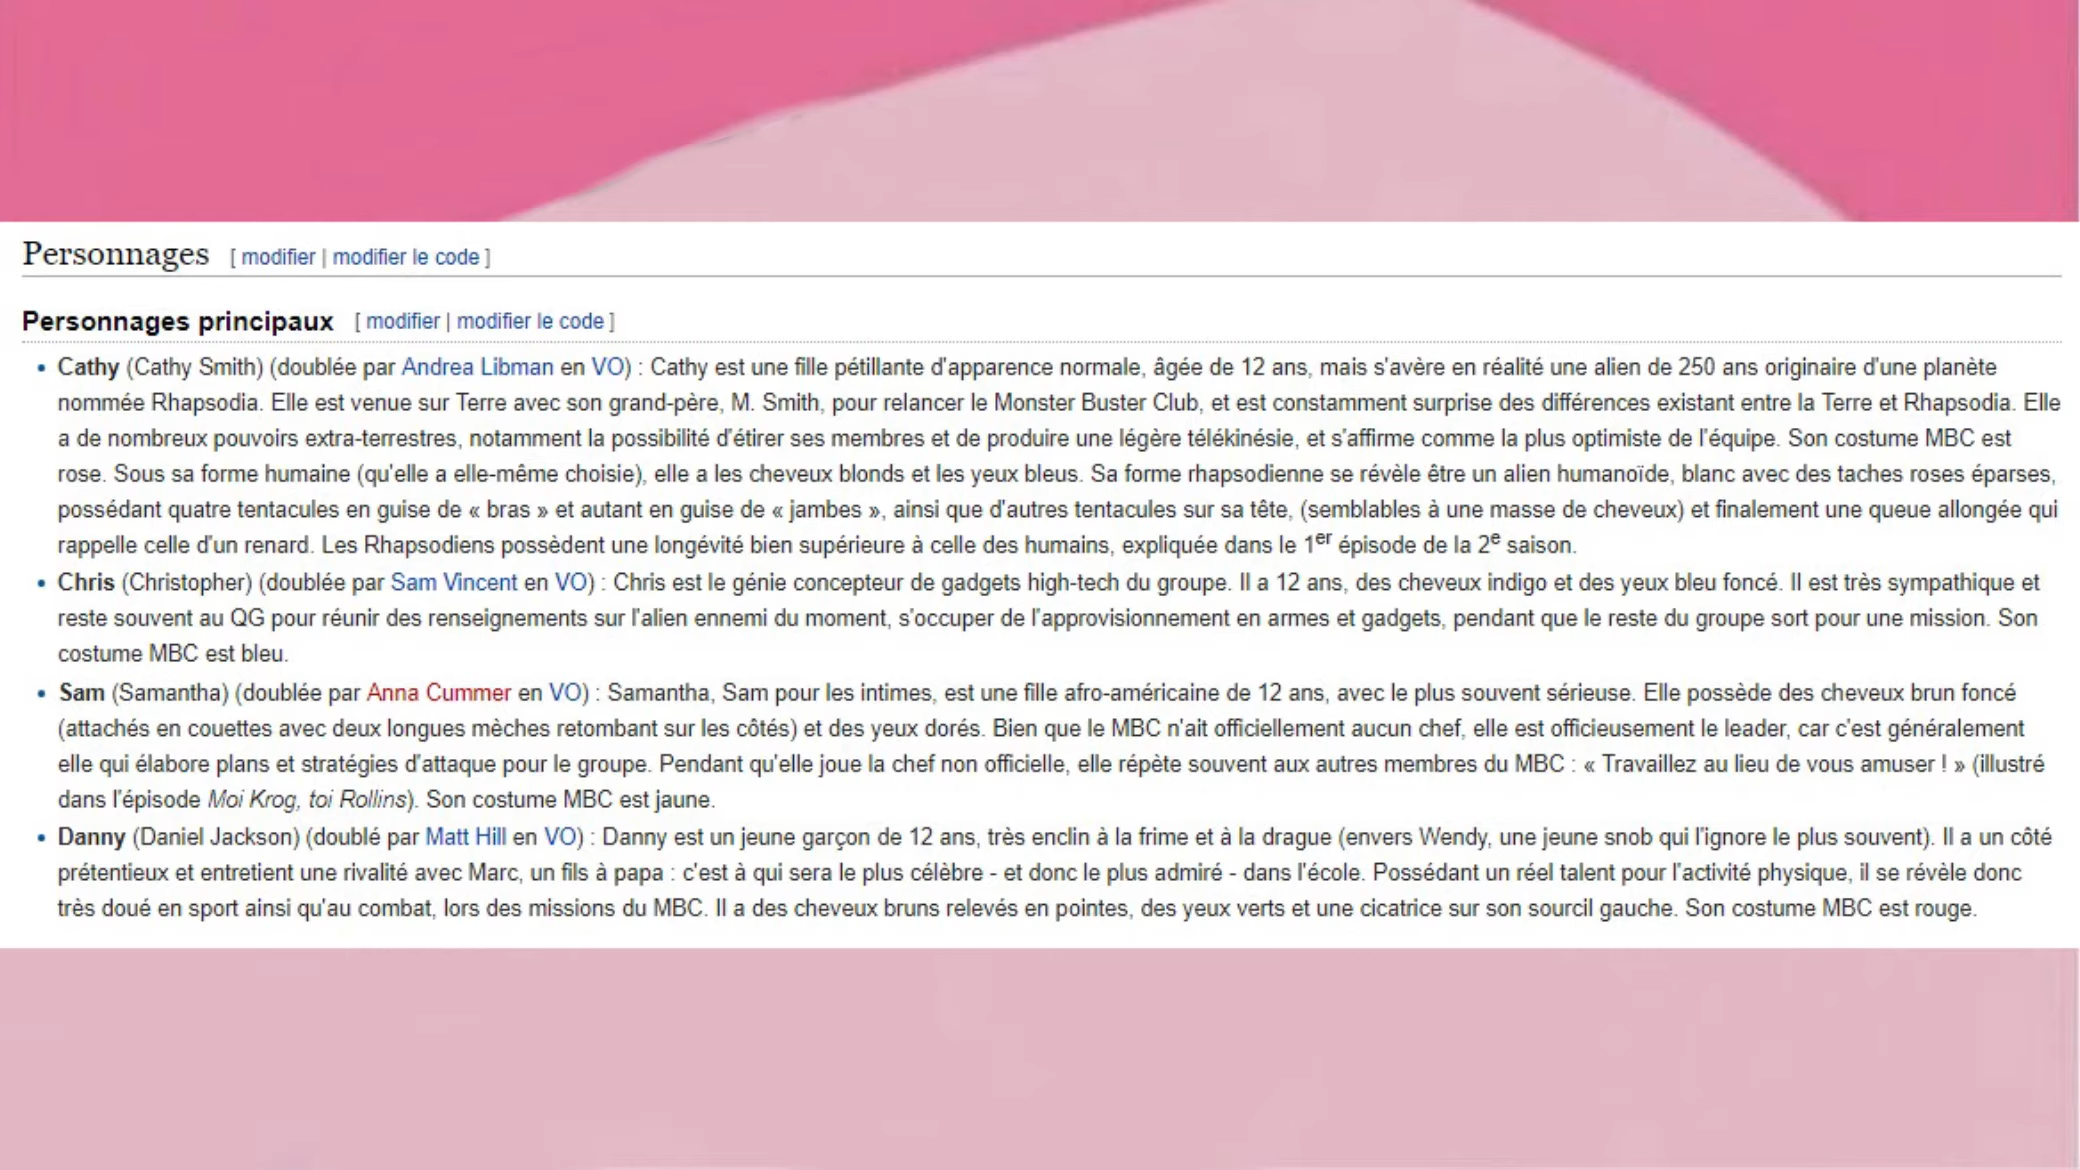 Personnages [ modifier | modifier le code ]
Personnages principaux [ modifier | modifier le code ]
• Cathy (Cathy Smith) (doublée par Andrea Libman en VO) : Cathy est une fille pétillante d'apparence normale, âgée de 12 ans, mais s'avère en réalité une alien de 250 ans originaire d'une planète
nommée Rhapsodia. Elle est venue sur Terre avec son grand-père, M. Smith, pour relancer le Monster Buster Club, et est constamment surprise des différences existant entre la Terre et Rhapsodia. Elle
a de nombreux pouvoirs extra-terrestres, notamment la possibilité d'étirer ses membres et de produire une légère télékinésie, et s'affirme comme la plus optimiste de l'équipe. Son costume MBC est
rose. Sous sa forme humaine (qu'elle a elle-même choisie), elle a les cheveux blonds et les yeux bleus. Sa forme rhapsodienne se révèle être un alien humanoïde, blanc avec des taches roses éparses,
possédant quatre tentacules en guise de « bras » et autant en guise de « jambes », ainsi que d'autres tentacules sur sa tête, (semblables à une masse de cheveux) et finalement une queue allongée qui
rappelle celle d'un renard. Les Rhapsodiens possèdent une longévité bien supérieure à celle des humains, expliquée dans le 1er épisode de la 2e saison.
• Chris (Christopher) (doublée par Sam Vincent en VO) : Chris est le génie concepteur de gadgets high-tech du groupe. Il a 12 ans, des cheveux indigo et des yeux bleu foncé. Il est très sympathique et
reste souvent au QG pour réunir des renseignements sur l'alien ennemi du moment, s'occuper de l'approvisionnement en armes et gadgets, pendant que le reste du groupe sort pour une mission. Son
costume MBC est bleu.
• Sam (Samantha) (doublée par Anna Cummer en VO) : Samantha, Sam pour les intimes, est une fille afro-américaine de 12 ans, avec le plus souvent sérieuse. Elle possède des cheveux brun foncé
(attachés en couettes avec deux longues mèches retombant sur les côtés) et des yeux dorés. Bien que le MBC n'ait officiellement aucun chef, elle est officieusement le leader, car c'est généralement
elle qui élabore plans et stratégies d'attaque pour le groupe. Pendant qu'elle joue la chef non officielle, elle répète souvent aux autres membres du MBC : « Travaillez au lieu de vous amuser ! » (illustré
dans l'épisode Moi Krog, toi Rollins). Son costume MBC est jaune.
• Danny (Daniel Jackson) (doublé par Matt Hill en VO) : Danny est un jeune garçon de 12 ans, très enclin à la frime et à la drague (envers Wendy, une jeune snob qui l'ignore le plus souvent). Il a un côté
prétentieux et entretient une rivalité avec Marc, un fils à papa : c'est à qui sera le plus célèbre - et donc le plus admiré - dans l'école. Possédant un réel talent pour l'activité physique, il se révèle donc
très doué en sport ainsi qu'au combat, lors des missions du MBC. Il a des cheveux bruns relevés en pointes, des yeux verts et une cicatrice sur son sourcil gauche. Son costume MBC est rouge.